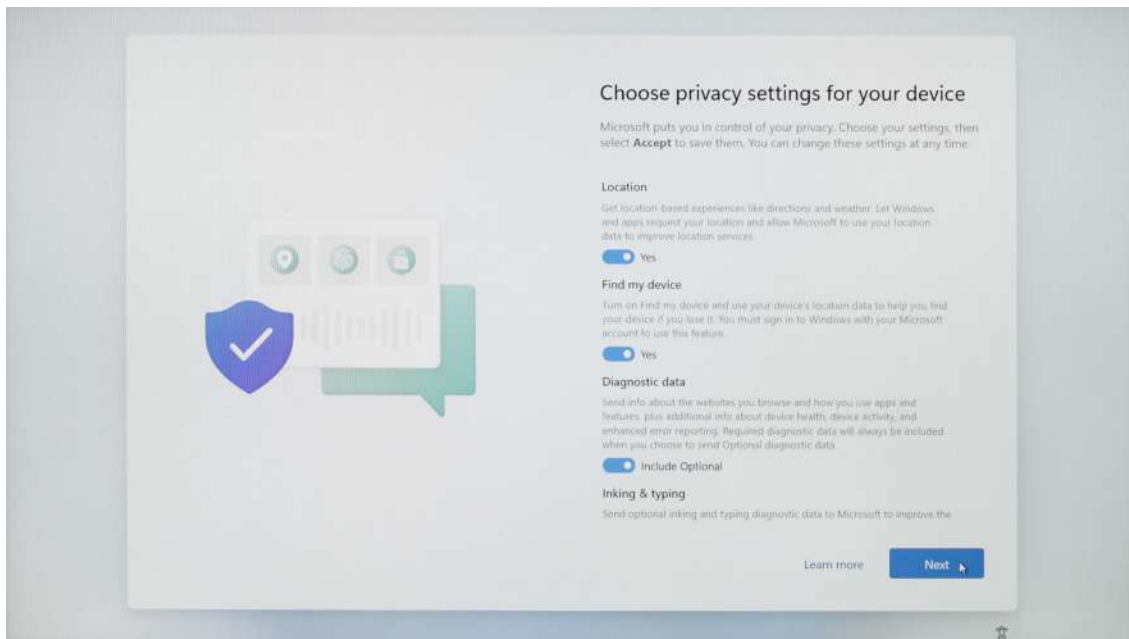 Choose privacy settings for your device
Microsoft puts you in control of your privacy. Choose your settings, then
select Accept to save them. You can change these settings at any time.
Location
Get location-based experiences like directions and weather. Let Windows
and apps request your location and allow Microsoft to use your location
data to improve location services.
Yes
Find my device
Turn on Find my device and use your device's location data to help you find
your device if you lose it. You must sign in to Windows with your Microsoft
account to use this feature.
Yes
Diagnostic data
Send info about the websites you browse and how you use apps and
features, plus additional info about device health, device activity, and
enhanced error reporting. Required diagnostic data will always be included
when you choose to send Optional diagnostic data.
Include Optional
Inking & typing
Send optional inking and typing diagnostic data to Microsoft to improve the
Learn more
Next